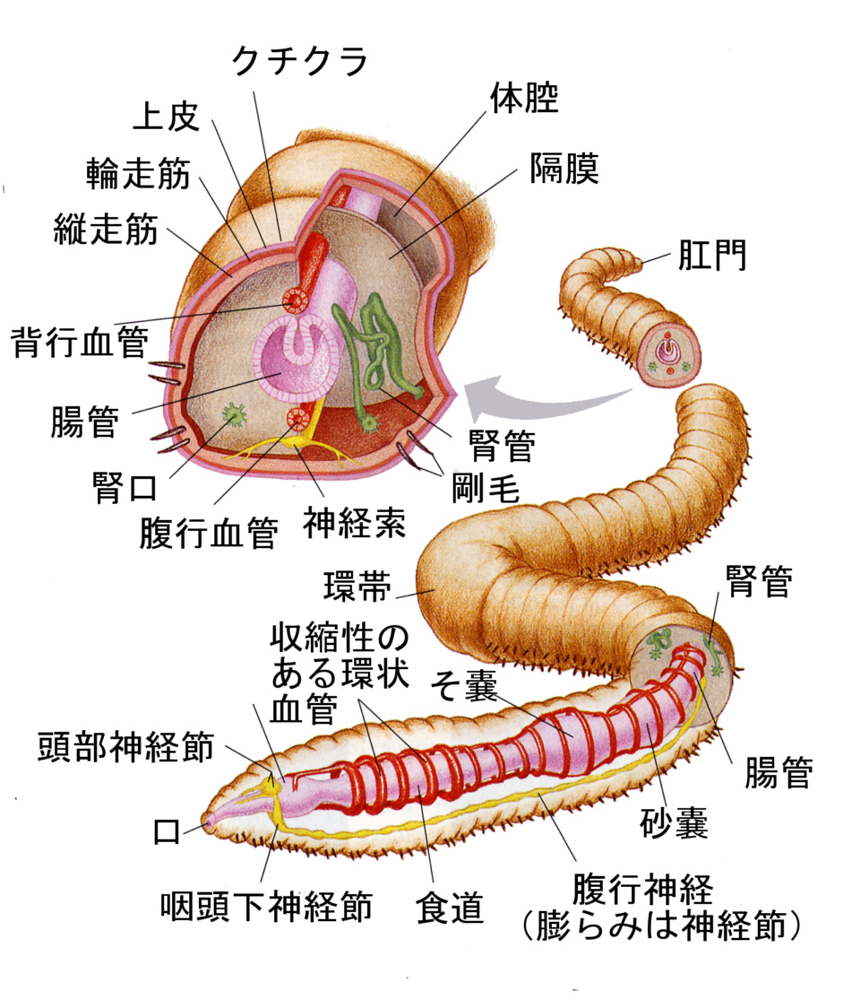 クチクラ
体腔
上皮
隔膜
輪走筋
縦走筋
肛門
背行血管
腸管
腎管
腎口
剛毛
腹行血管
神経索
環帯
腎管
収縮性の
ある環状
血管
そ嚢
頭部神経節
腸管
口
砂嚢
咽頭下神経節
食道
腹行神経
（膨らみは神経節）